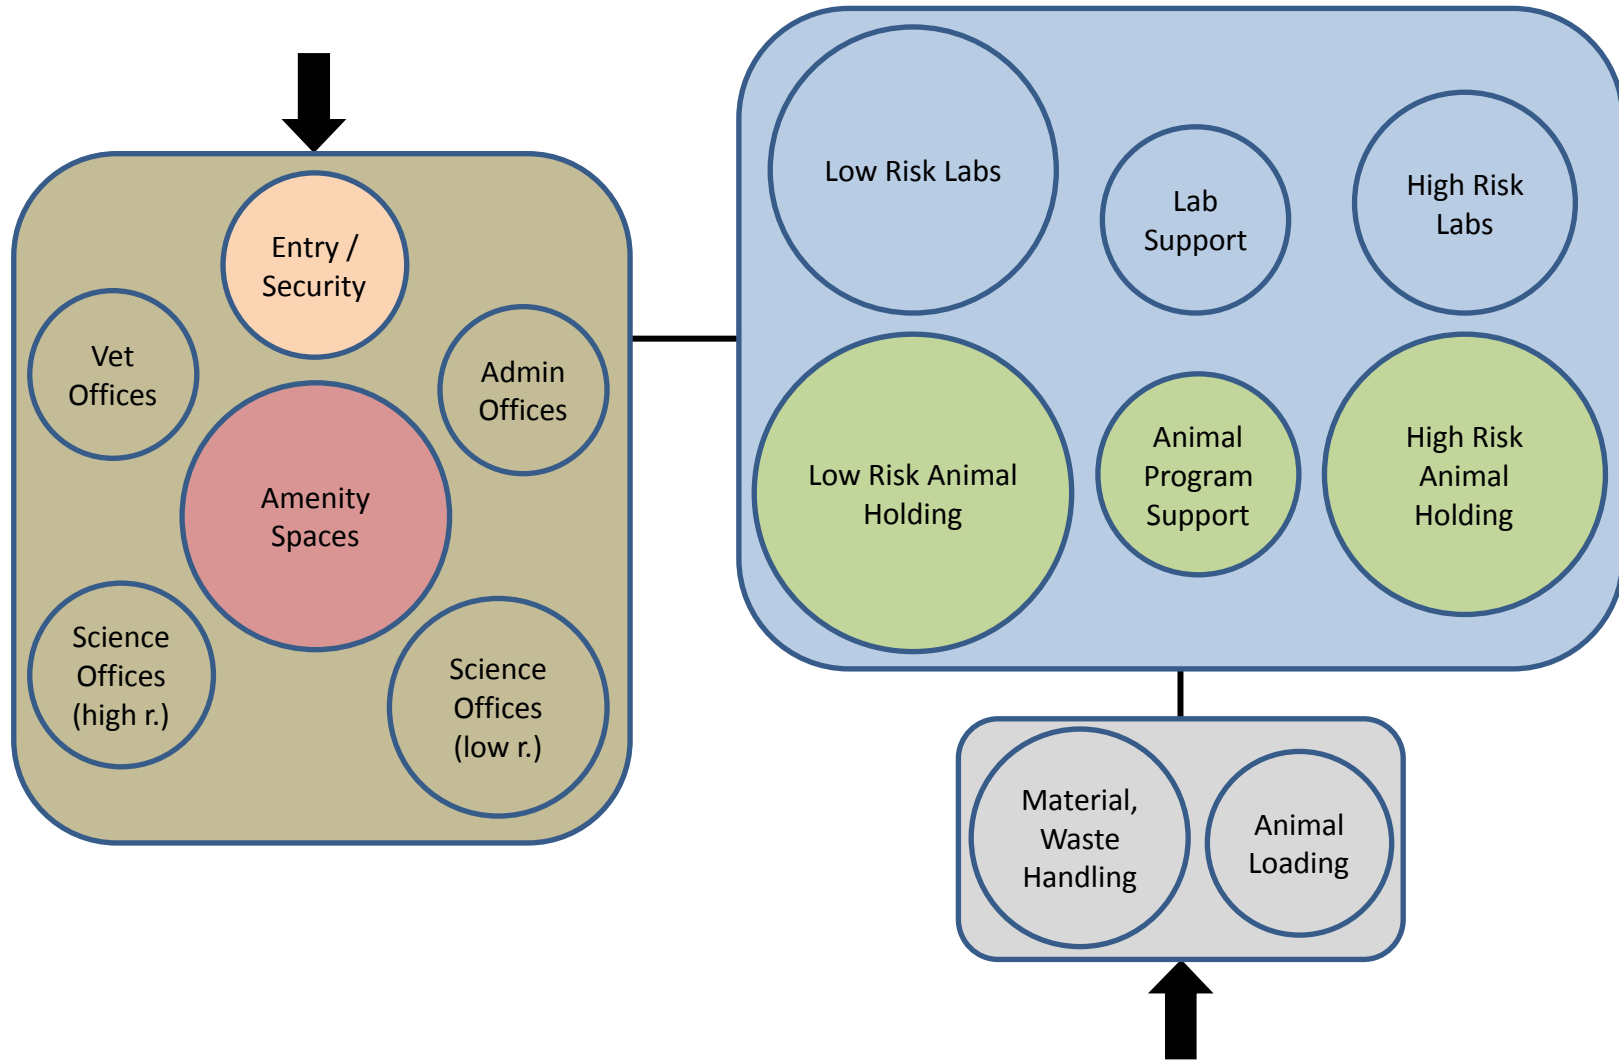 Entry /
Security
Vet
Offices
Admin
Offices
Amenity
Spaces
Science
Offices
(high r.)
Science
Offices
(low r.)
Low Risk Labs
Lab
Support
High Risk
Labs
Low Risk Animal
Holding
Animal
Program
Support
High Risk
Animal
Holding
Material,
Waste
Handling
Animal
Loading